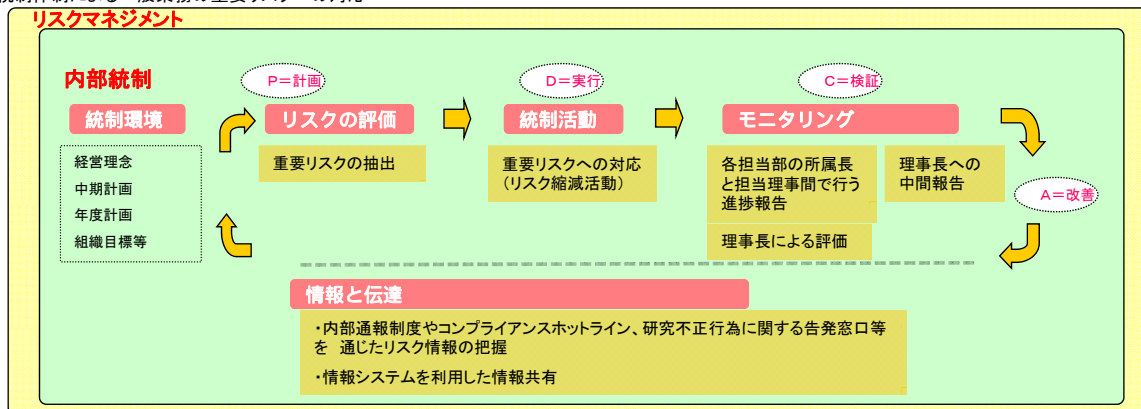 リスクマネジメント
内部統制
P＝計画
D＝実行
C＝検証
統制環境
リスクの評価
統制活動
モニタリング
経営理念
中期計画
年度計画
組織目標等
重要リスクの抽出
重要リスクへの対応
（リスク縮減活動）
各担当部の所属長
と担当理事間で行う
進捗報告
理事長への
中間報告
理事長による評価
A＝改善
情報と伝達
・内部通報制度やコンプライアンスホットライン、研究不正行為に関する告発窓口等
を 通じたリスク情報の把握
・情報システムを利用した情報共有